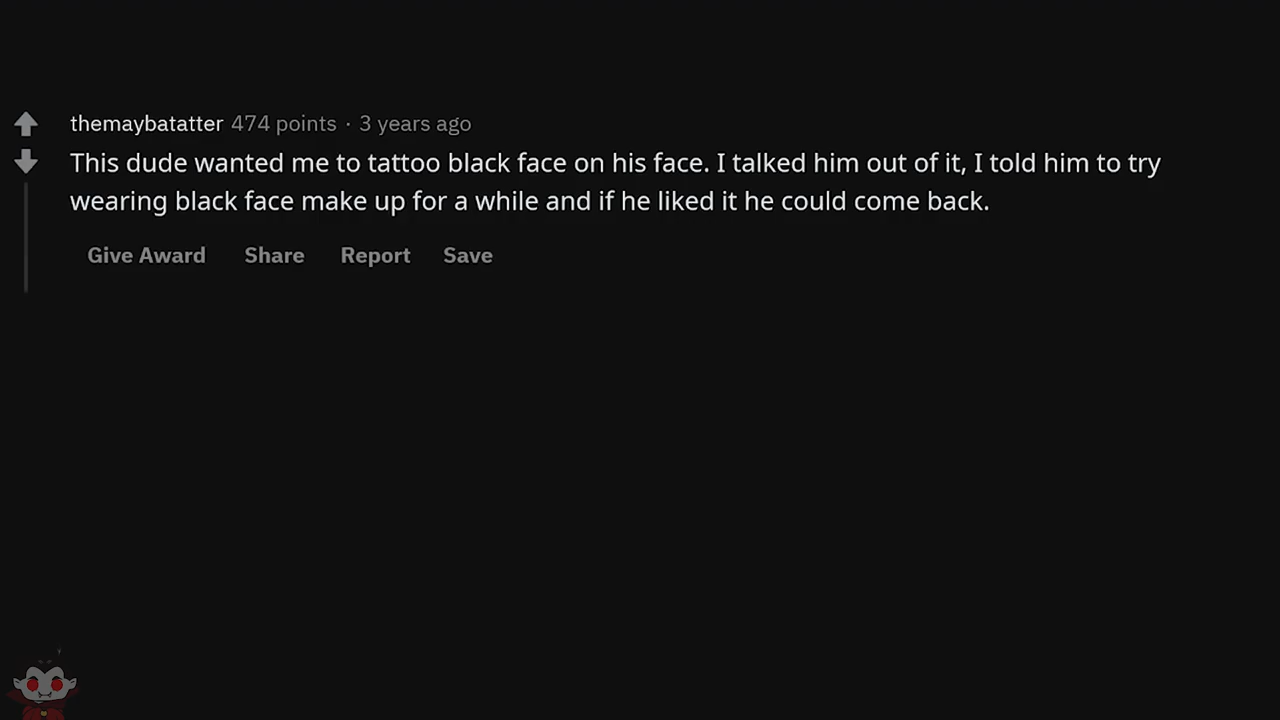 themaybatatter 474 points · 3 years ago
This dude wanted me to tattoo black face on his face. I talked him out of it, I told him to try
wearing black face make up for a while and if he liked it he could come back.
Give Award Share Report Save